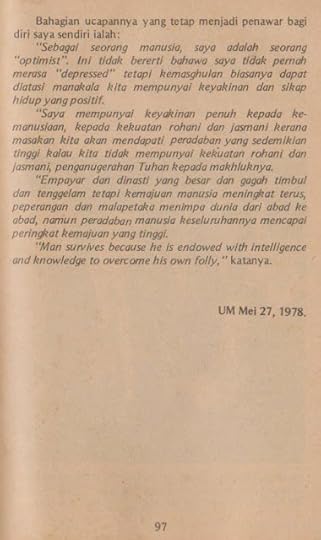 Bahagian ucapannya yang tetap menjadi penawar bagi
diri saya sendiri ialah:
"Sebagai seorang manusia, saya adalah seorang
"optimist". Ini tidak bererti bahawa saya tidak pernah
merasa "depressed" tetapi kemasghulan biasanya dapat
diatasi manakala kita mempunyai keyakinan dan sikap
hidup yang positif.
"Saya mempunyai keyakinan penuh kepada ke-
manusiaan, kepada kekuatan rohani dan jasmani kerana
masakan kita akan mendapati peradaban yang sedemikian
tinggi kalau kita tidak mempunyai kekuatan rohani dan
jasmani, penganugerahan Tuhan kepada makhluknya.
"Empayar dan dinasti yang besar dan gagah timbul
dan tenggelam tetapi kemajuan manusia meningkat terus,
peperangan dan malapetaka menimpa dunia dari abad ke
abad, namun peradaban manusia keseluruhannya mencapai
peringkat kemajuan yang tinggi.
"Man survives because he is endowed with intelligence
and knowledge to overcome his own folly," katanya.
UM Mei 27, 1978.
97